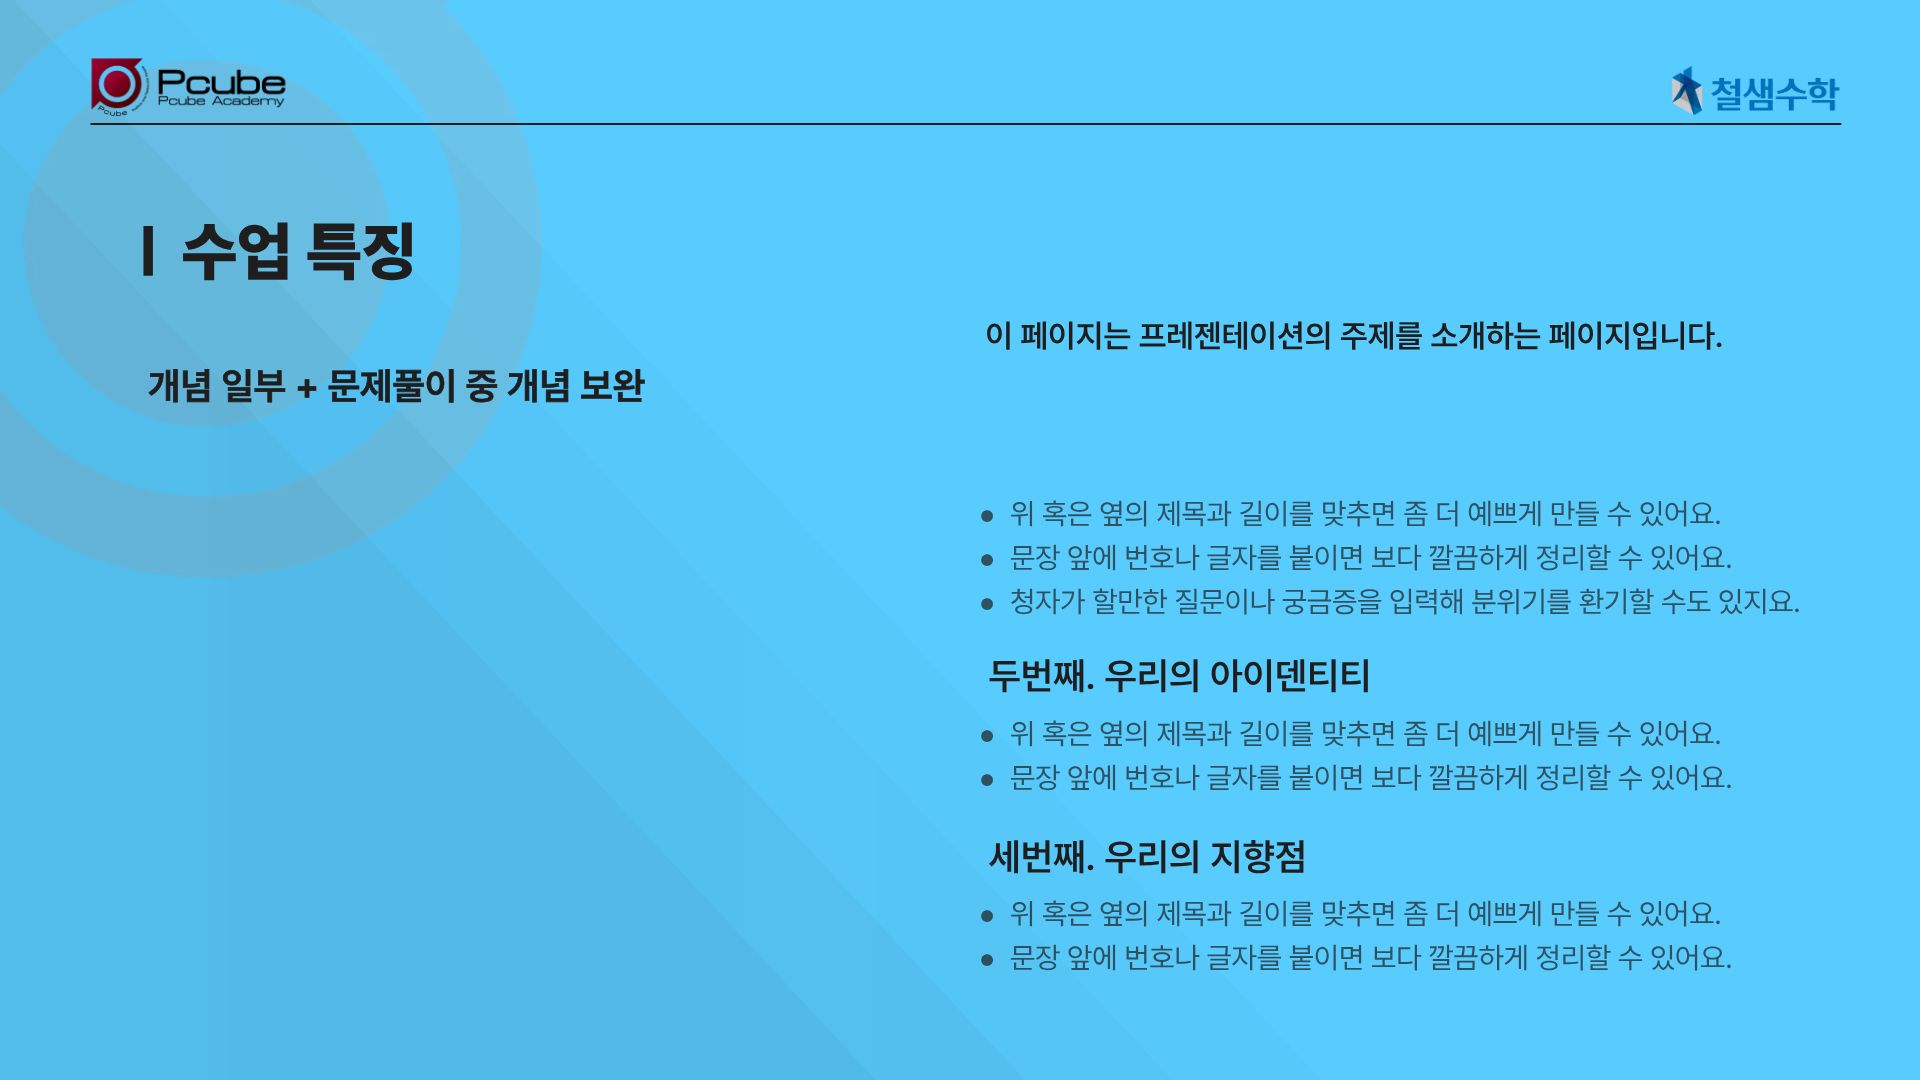 Pcube
Pcube Academy
Pcube
철샘수학
수업 특징
개념 일부 + 문제풀이 중 개념 보완
이 페이지는 프레젠테이션의 주제를 소개하는 페이지입니다.
위 혹은 옆의 제목과 길이를 맞추면 좀 더 예쁘게 만들 수 있어요.
문장 앞에 번호나 글자를 붙이면 보다 깔끔하게 정리할 수 있어요.
청자가 할만한 질문이나 궁금증을 입력해 분위기를 환기할 수도 있지요.
두번째. 우리의 아이덴티티
위 혹은 옆의 제목과 길이를 맞추면 좀 더 예쁘게 만들 수 있어요.
문장 앞에 번호나 글자를 붙이면 보다 깔끔하게 정리할 수 있어요.
세번째. 우리의 지향점
위 혹은 옆의 제목과 길이를 맞추면 좀 더 예쁘게 만들 수 있어요.
문장 앞에 번호나 글자를 붙이면 보다 깔끔하게 정리할 수 있어요.